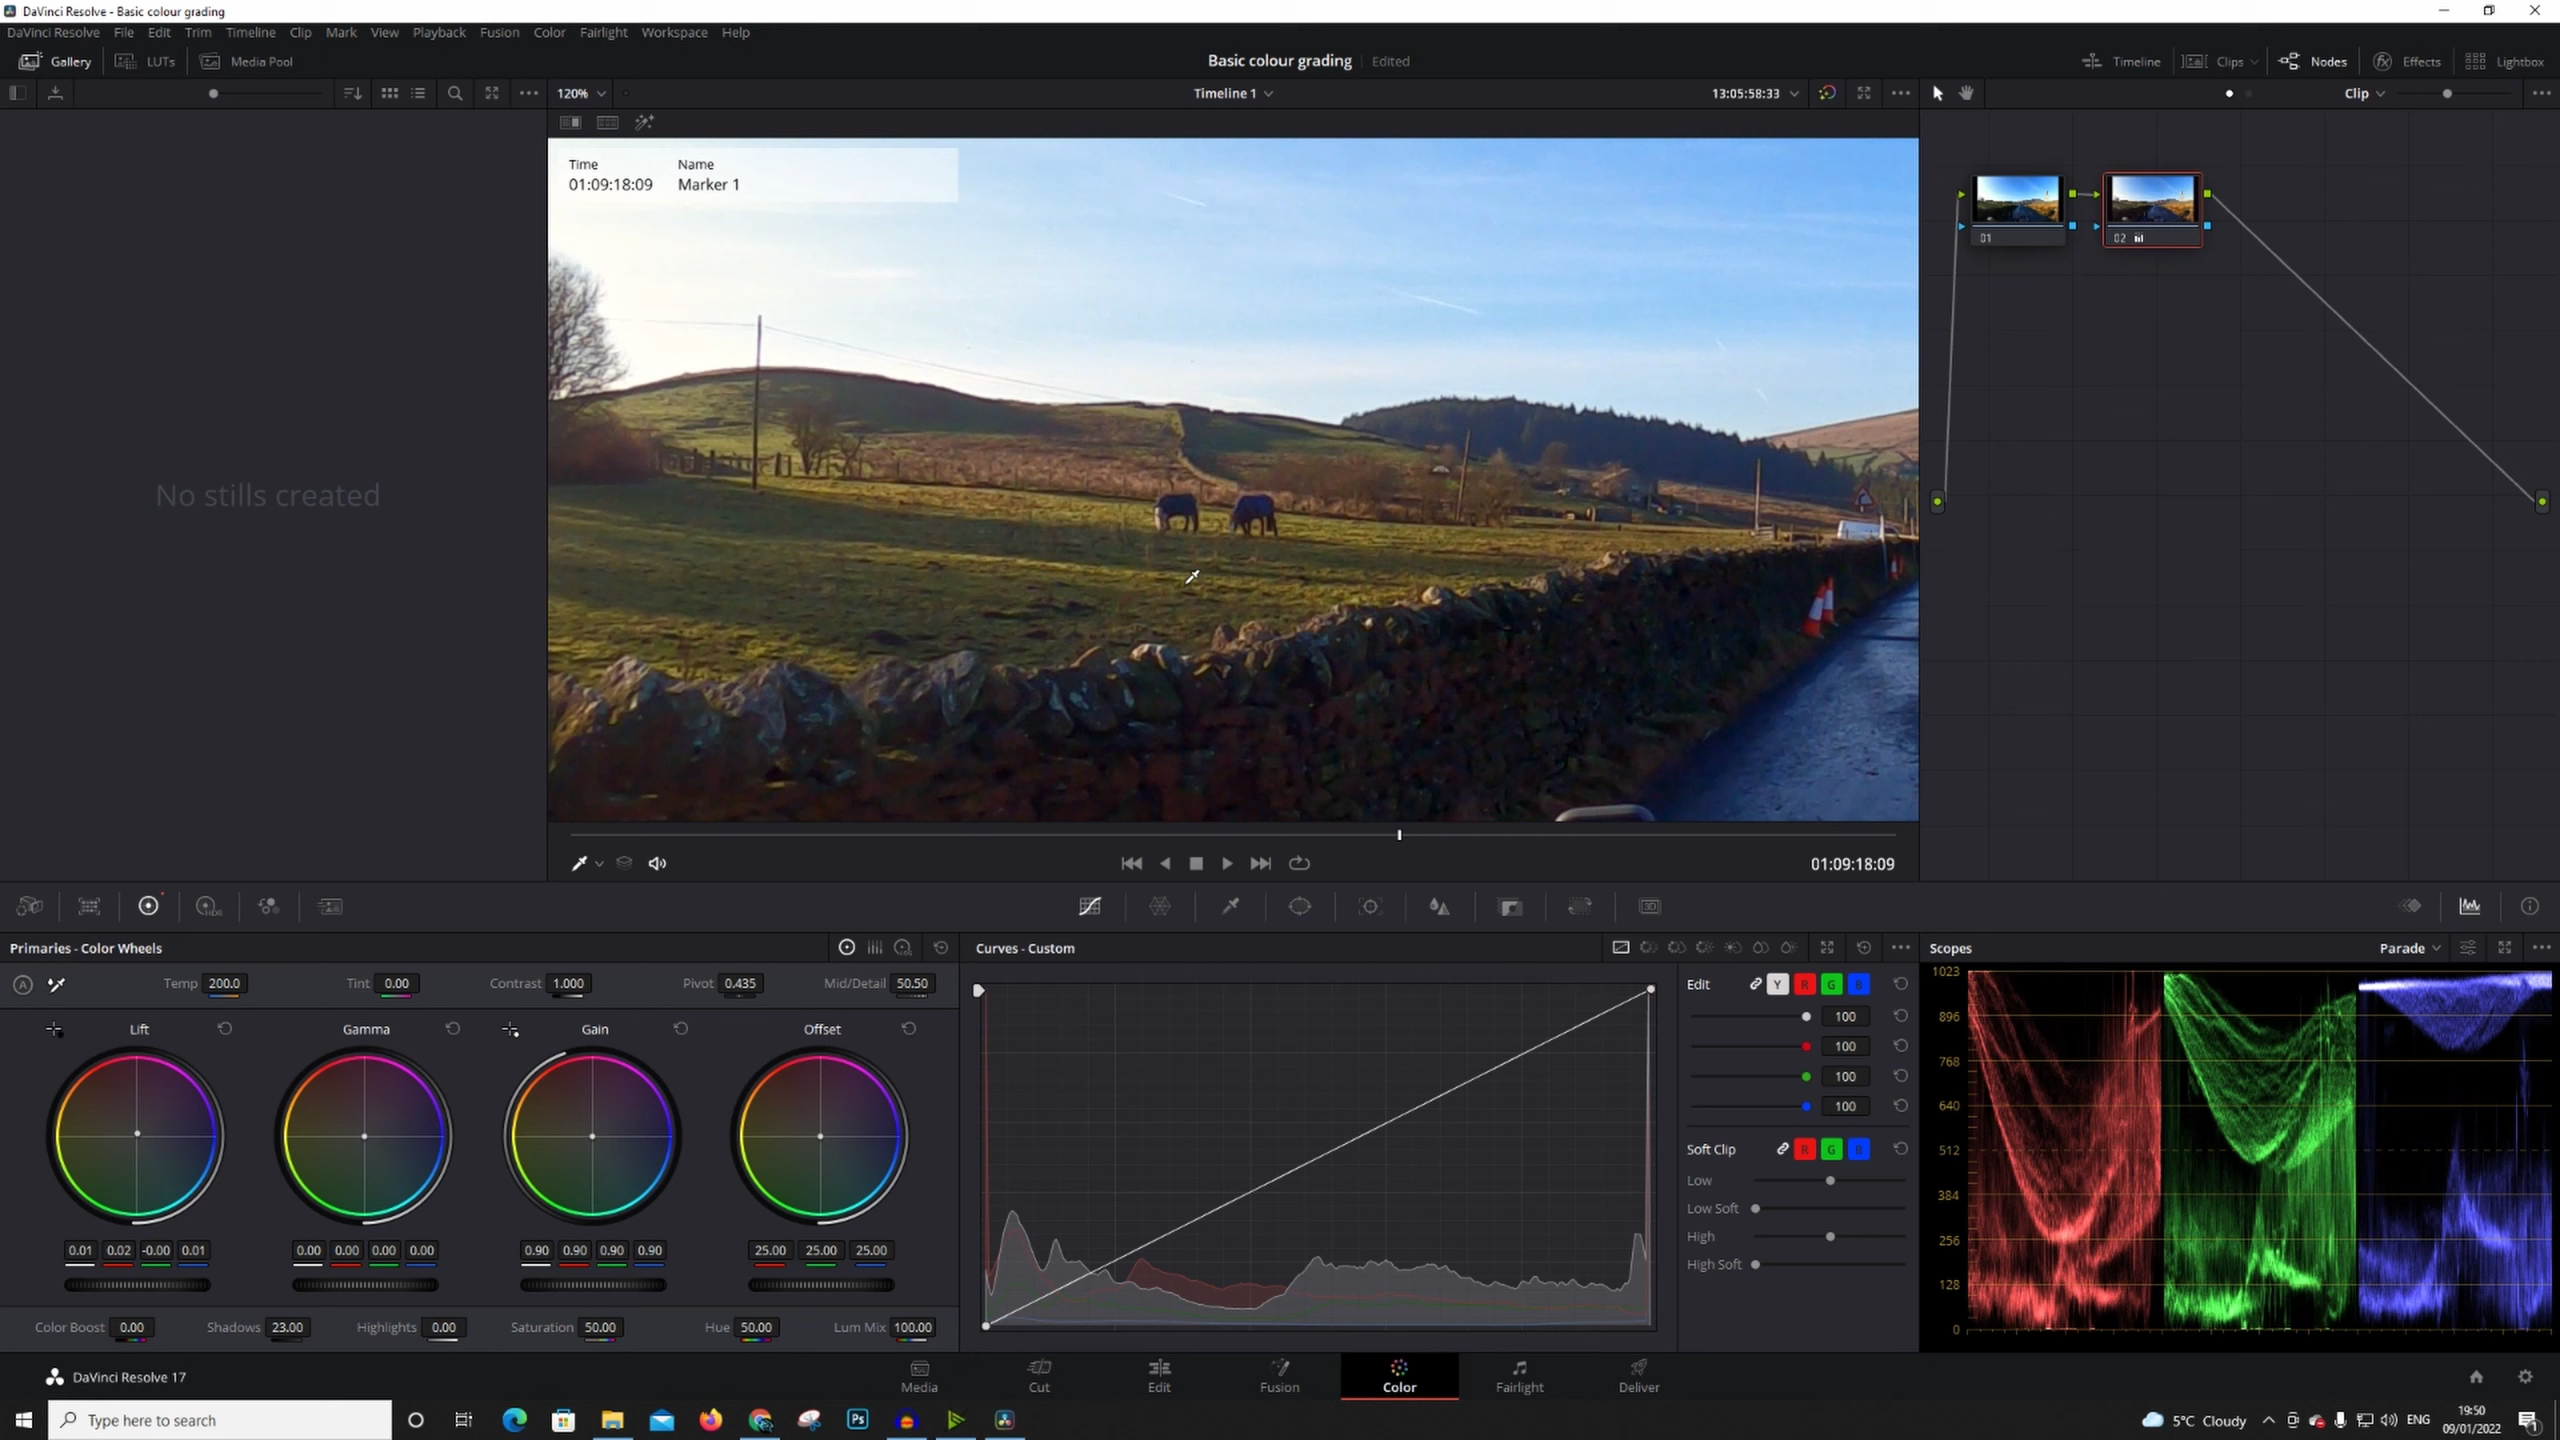 DaVinci Resolve - Basic colour grading
DaVinci Resolve File Edit Trim Timeline Clip Mark View Playback Fusion Color Fairlight Workspace Help
Gallery LUTs Media Pool Basic colour grading Edited Timeline Clips Nodes Effects Lightbox
120% Timeline 1 13:05:58:33 Clip
Time Name
01:09:18:09 Marker 1
01 02
No stills created
01:09:18:09
HDR 3D
Primaries - Color Wheels Curves - Custom Scopes Parade
A Temp 200.0 Tint 0.00 Contrast 1.000 Pivot 0.435 Mid/Detail 50.50
Lift Gamma Gain Offset
0.01 0.02 -0.00 0.01 0.00 0.00 0.00 0.00 0.90 0.90 0.90 0.90 25.00 25.00 25.00
Color Boost 0.00 Shadows 23.00 Highlights 0.00 Saturation 50.00 Hue 50.00 Lum Mix 100.00
Edit Y R G B
100
100
100
100
Soft Clip R G B
Low
Low Soft
High
High Soft
1023
896
768
640
512
384
256
128
0
DaVinci Resolve 17
Media Cut Edit Fusion Color Fairlight Deliver
Type here to search Ps 5°C Cloudy ENG
19:50
09/01/2022
1